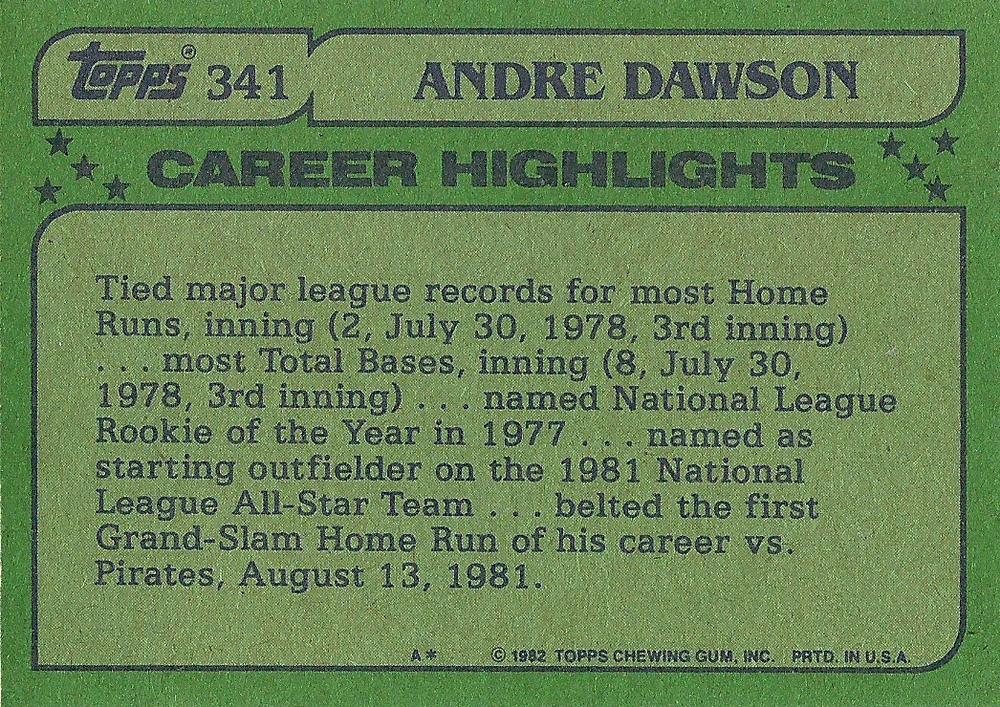 Topps® 341 ANDRE DAWSON
CAREER HIGHLIGHTS
Tied major league records for most Home
Runs, inning (2, July 30, 1978, 3rd inning)
. . . most Total Bases, inning (8, July 30,
1978, 3rd inning) . . . named National League
Rookie of the Year in 1977 . . . named as
starting outfielder on the 1981 National
League All-Star Team . . . belted the first
Grand-Slam Home Run of his career vs.
Pirates, August 13, 1981.
A* © 1982 TOPPS CHEWING GUM, INC. PRTD. IN U.S.A.